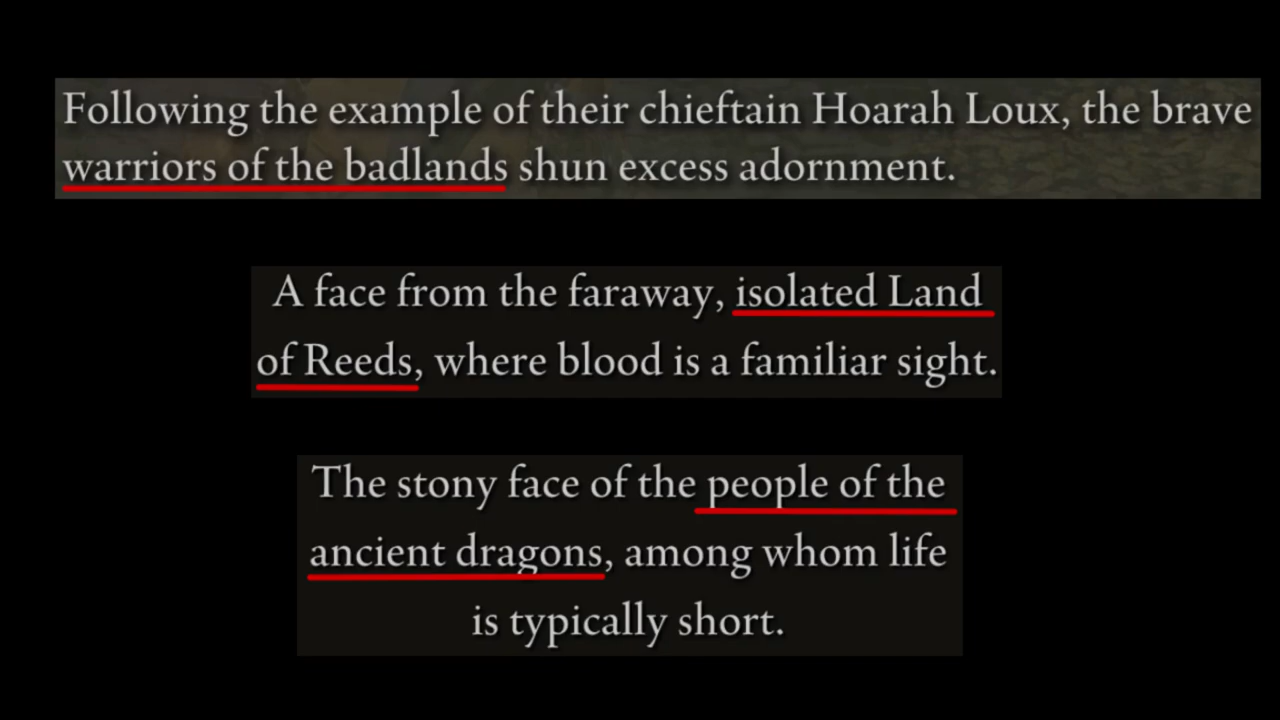 Following the example of their chieftain Hoarah Loux, the brave
warriors of the badlands shun excess adornment.
A face from the faraway, isolated Land
of Reeds, where blood is a familiar sight.
The stony face of the people of the
ancient dragons, among whom life
is typically short.